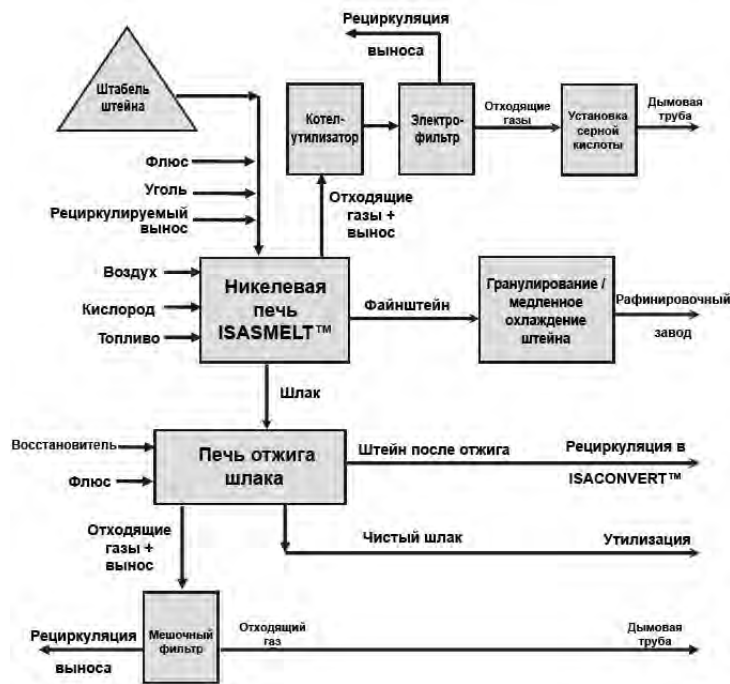 Рециркуляция
выноса
Штабель
штейна
Котел-
утилизатор
Электро-
фильтр
Отходящие
газы
Установка
серной
кислоты
Дымовая
труба
Флюс
Уголь
Рециркулируемый
вынос
Отходящие
газы +
вынос
Воздух
Кислород
Топливо
Никелевая
печь
ISASMELT™
Файнштейн
Гранулирование /
медленное
охлаждение
штейна
Рафинировочный
завод
Шлак
Восстановитель
Флюс
Печь отжига
шлака
Штейн после отжига
Рециркуляция в
ISACONVERT™
Отходящие
газы +
вынос
Чистый шлак
Утилизация
Рециркуляция
выноса
Мешочный
фильтр
Отходящий
газ
Дымовая
труба